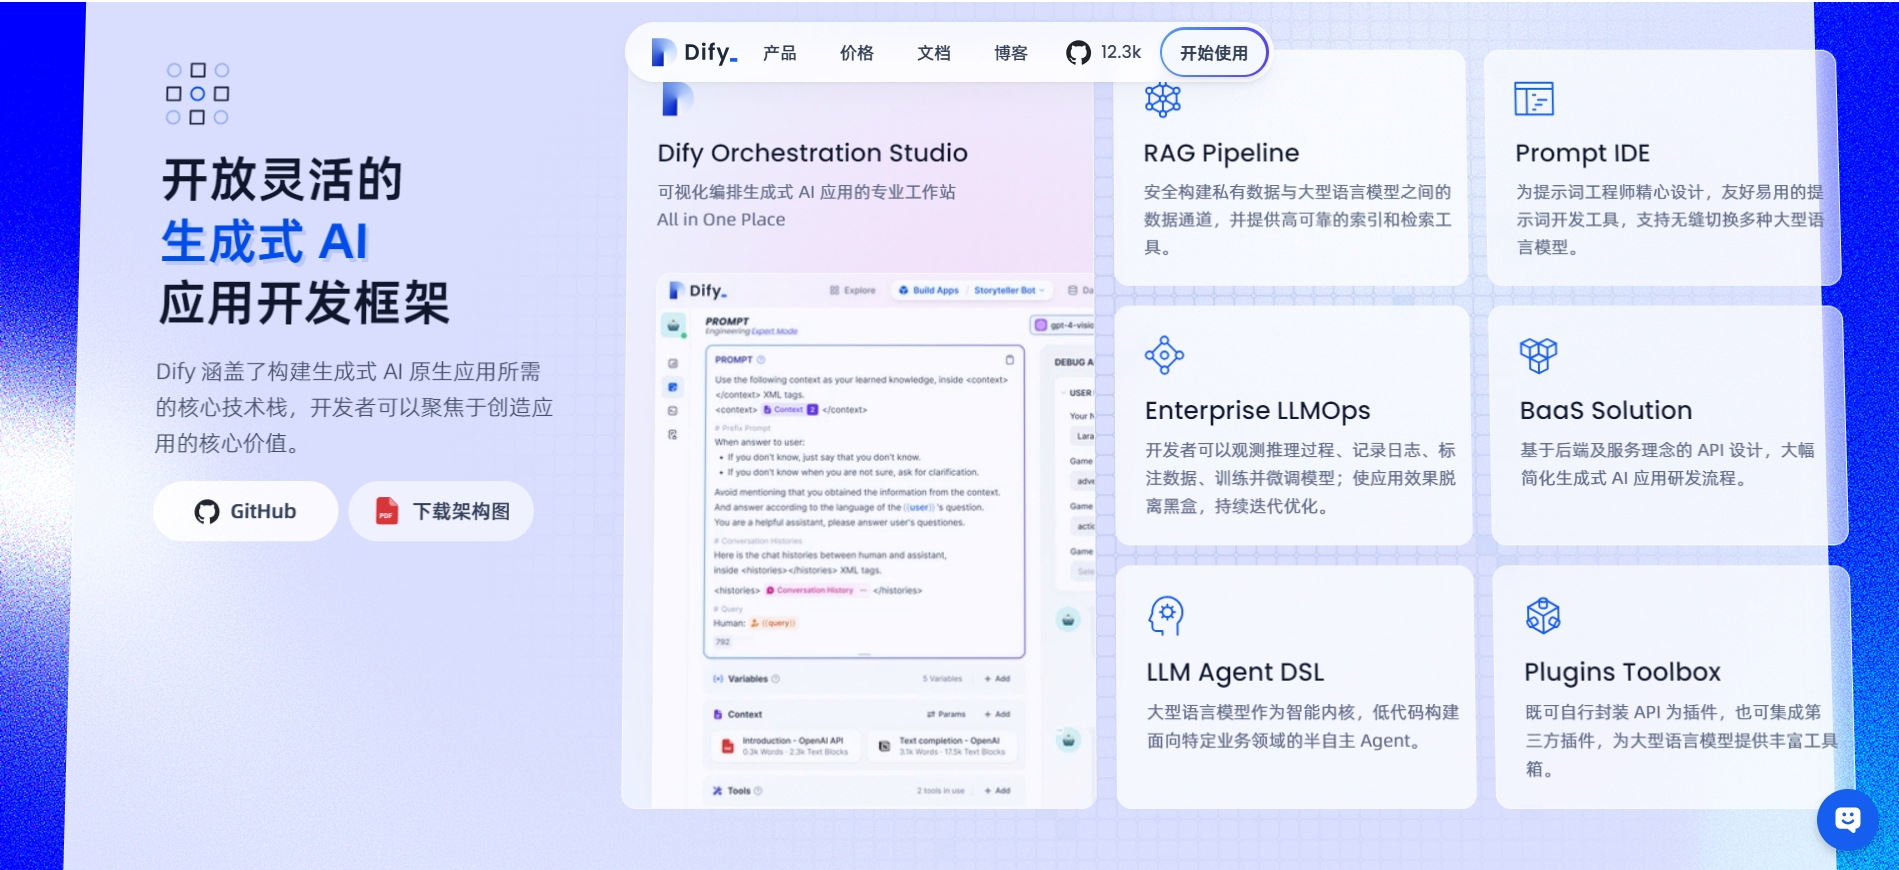 Dify_
产品
价格
文档
博客
12.3k
开始使用
开放灵活的
生成式 AI
应用开发框架
Dify 涵盖了构建生成式 AI 原生应用所需
的核心技术栈，开发者可以聚焦于创造应
用的核心价值。
GitHub
PDF
下载架构图
Dify Orchestration Studio
可视化编排生成式 AI 应用的专业工作站
All in One Place
Dify_
Explore
Build Apps / Storyteller Bot
Da
PROMPT
Engineering Expert Mode
gpt-4-visio
PROMPT
Use the following context as your learned knowledge, inside <context>
</context> XML tags.
<context> Context 2 </context>
# Prefix Prompt
When answer to user:
• If you don't know, just say that you don't know.
• If you don't know when you are not sure, ask for clarification.
Avoid mentioning that you obtained the information from the context.
And answer according to the language of the {{user}} 's question.
You are a helpful assistant, please answer user's questiones.
# Conversation Histories
Here is the chat histories between human and assistant,
inside <histories></histories> XML tags.
<histories> Conversation History </histories>
# Query
Human: {{query}}
792
Variables
5 Variables
+ Add
Context
Params
+ Add
Introduction - OpenAI API
0.3k Words · 2.3k Text Blocks
Text completion - OpenAI
3.1k Words · 17.5k Text Blocks
Tools
2 tools in use
+ Add
DEBUG A
USER
Your N
Lara
Game
adve
Game
actic
Game
Sele
RAG Pipeline
安全构建私有数据与大型语言模型之间的
数据通道，并提供高可靠的索引和检索工
具。
Prompt IDE
为提示词工程师精心设计，友好易用的提
示词开发工具，支持无缝切换多种大型语
言模型。
Enterprise LLMOps
开发者可以观测推理过程、记录日志、标
注数据、训练并微调模型；使应用效果脱
离黑盒，持续迭代优化。
BaaS Solution
基于后端及服务理念的 API 设计，大幅
简化生成式 AI 应用研发流程。
LLM Agent DSL
大型语言模型作为智能内核，低代码构建
面向特定业务领域的半自主 Agent。
Plugins Toolbox
既可自行封装 API 为插件，也可集成第
三方插件，为大型语言模型提供丰富工具
箱。